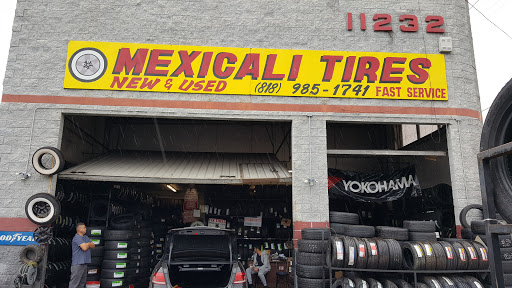 11232
MEXICALI TIRES
NEW & USED (818) 985-1741 FAST SERVICE
YOKOHAMA
GOODYEAR